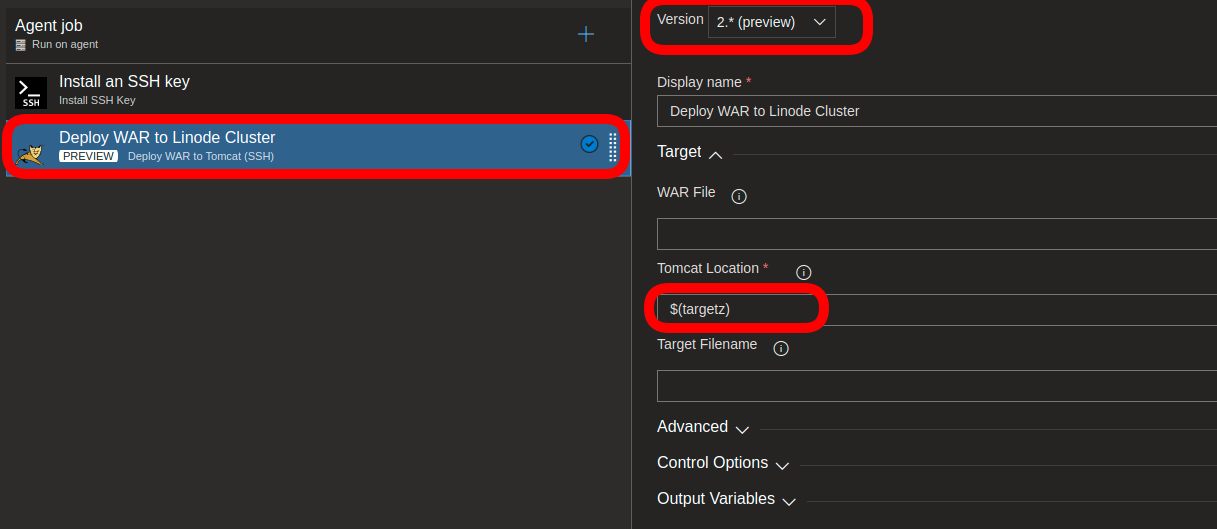 Agent job
Run on agent
SSH
Install an SSH key
Install SSH Key
Deploy WAR to Linode Cluster
PREVIEW Deploy WAR to Tomcat (SSH)
Version 2.* (preview)
Display name *
Deploy WAR to Linode Cluster
Target
WAR File
Tomcat Location *
$(targetz)
Target Filename
Advanced
Control Options
Output Variables